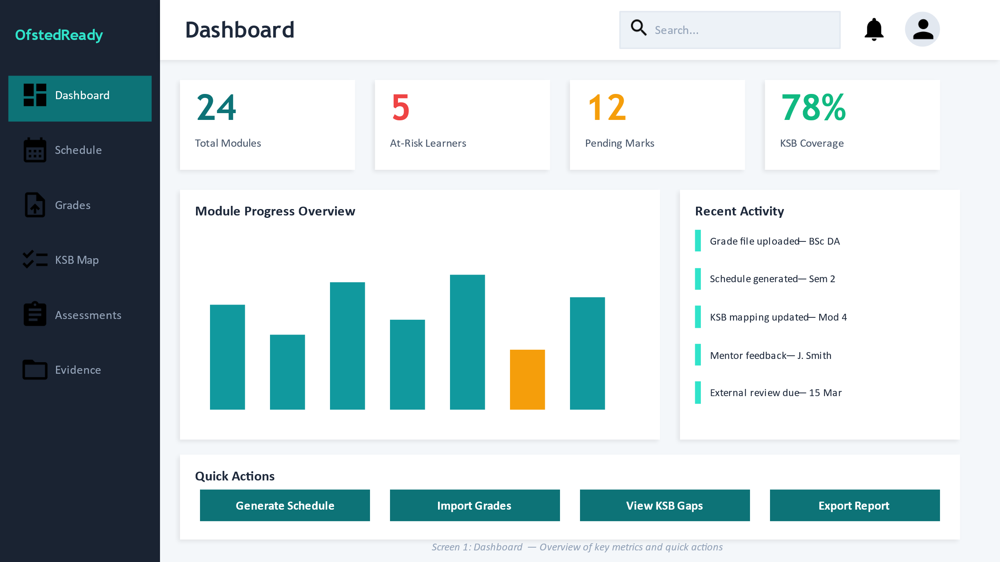 OfstedReady
Dashboard
Schedule
Grades
KSB Map
Assessments
Evidence
Dashboard
Search...
24
Total Modules
5
At-Risk Learners
12
Pending Marks
78%
KSB Coverage
Module Progress Overview
Recent Activity
Grade file uploaded— BSc DA
Schedule generated— Sem 2
KSB mapping updated— Mod 4
Mentor feedback— J. Smith
External review due— 15 Mar
Quick Actions
Generate Schedule
Import Grades
View KSB Gaps
Export Report
Screen 1: Dashboard — Overview of key metrics and quick actions